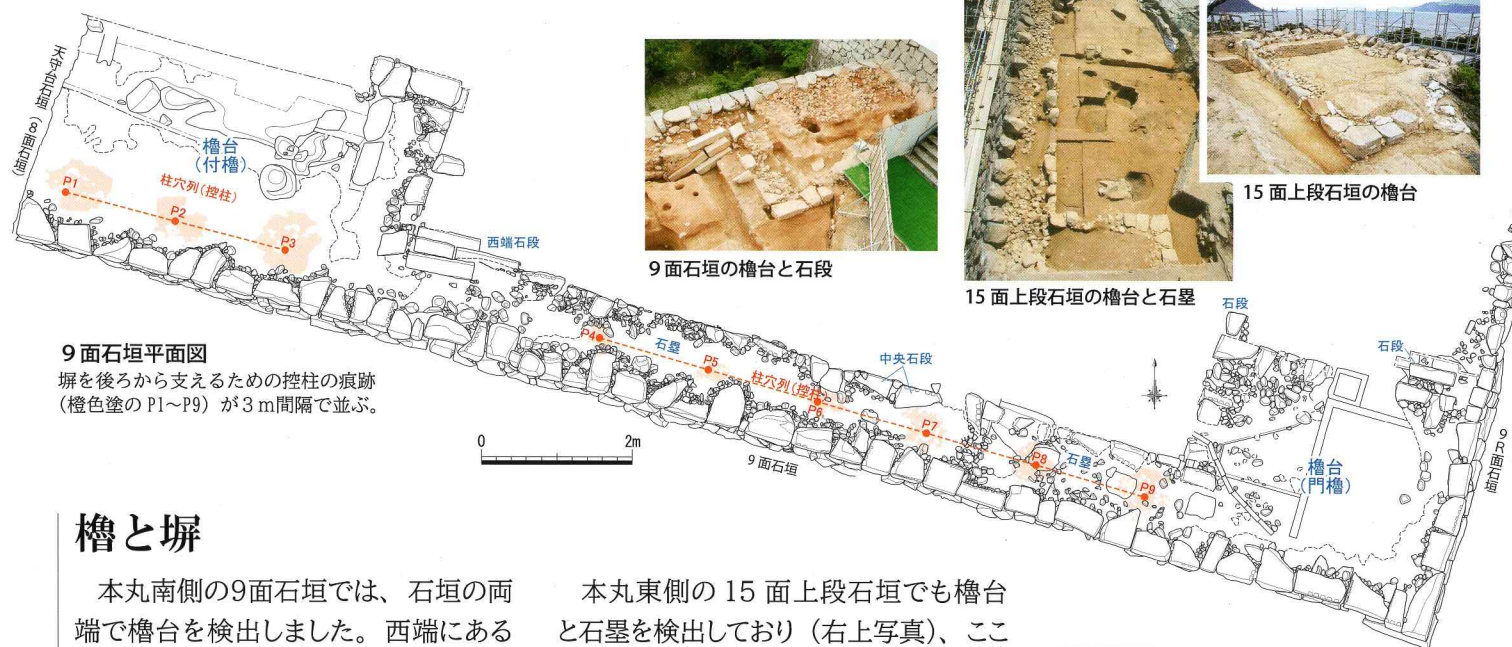 天守台石垣(8面石垣)
櫓台
(付櫓)
柱穴列(控柱)
P1
P2
P3
西端石段
9面石垣の櫓台と石段
15面上段石垣の櫓台と石塁
15面上段石垣の櫓台
9面石垣平面図
塀を後ろから支えるための控柱の痕跡
(橙色塗のP1〜P9)が3m間隔で並ぶ。
0 2m
P4
石塁
P5
柱穴列(控柱)
P6
中央石段
P7
P8
石塁
P9
9面石垣
石段
石段
櫓台
(門櫓)
9R面石垣
櫓と塀
本丸南側の9面石垣では、石垣の両
端で櫓台を検出しました。西端にある
本丸東側の15面上段石垣でも櫓台
と石塁を検出しており(右上写真)、ここ